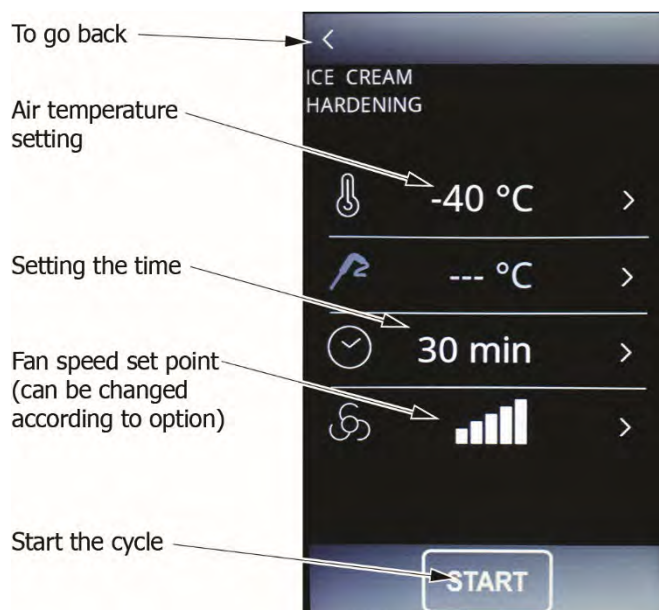 To go back
<
ICE CREAM
HARDENING
Air temperature
setting
-40 °C >
--- °C >
Setting the time
30 min >
Fan speed set point
(can be changed
according to option)
>
Start the cycle
START